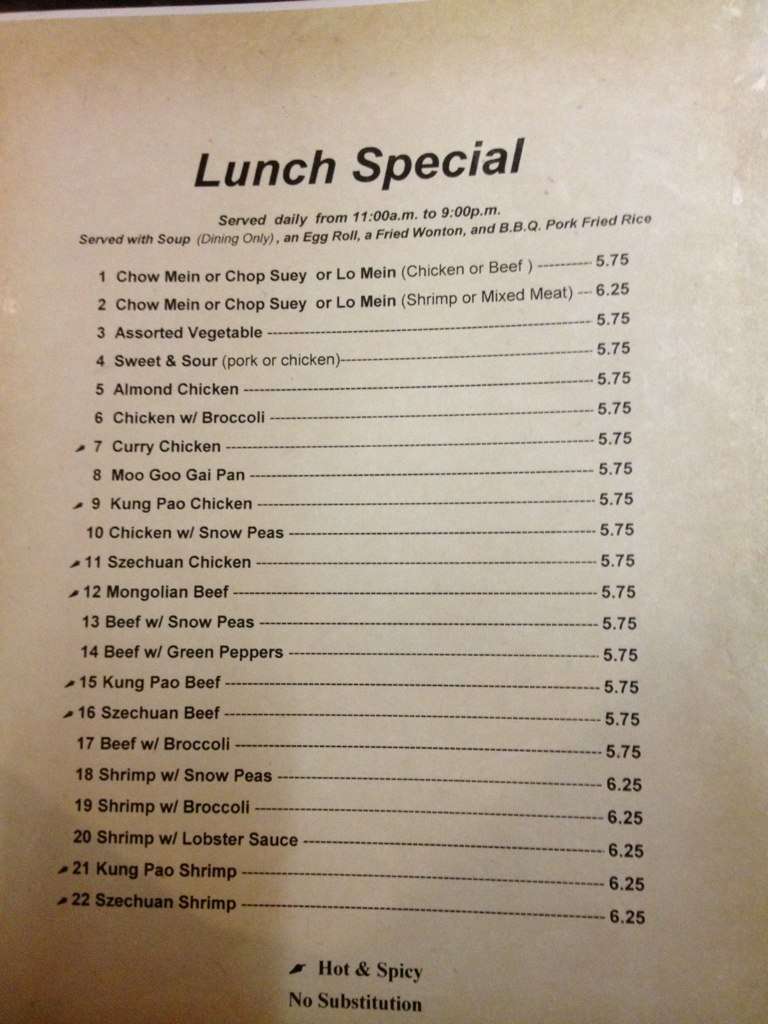 Lunch Special
Served daily from 11:00a.m. to 9:00p.m.
Served with Soup (Dining Only), an Egg Roll, a Fried Wonton, and B.B.Q. Pork Fried Rice
1 Chow Mein or Chop Suey or Lo Mein (Chicken or Beef ) ---------- 5.75
2 Chow Mein or Chop Suey or Lo Mein (Shrimp or Mixed Meat) --- 6.25
3 Assorted Vegetable ---------- 5.75
4 Sweet & Sour (pork or chicken)---------- 5.75
5 Almond Chicken ---------- 5.75
6 Chicken w/ Broccoli ---------- 5.75
7 Curry Chicken ---------- 5.75
8 Moo Goo Gai Pan ---------- 5.75
9 Kung Pao Chicken ---------- 5.75
10 Chicken w/ Snow Peas ---------- 5.75
11 Szechuan Chicken ---------- 5.75
12 Mongolian Beef ---------- 5.75
13 Beef w/ Snow Peas ---------- 5.75
14 Beef w/ Green Peppers ---------- 5.75
15 Kung Pao Beef ---------- 5.75
16 Szechuan Beef ---------- 5.75
17 Beef w/ Broccoli ---------- 5.75
18 Shrimp w/ Snow Peas ---------- 6.25
19 Shrimp w/ Broccoli ---------- 6.25
20 Shrimp w/ Lobster Sauce ---------- 6.25
21 Kung Pao Shrimp ---------- 6.25
22 Szechuan Shrimp ---------- 6.25
Hot & Spicy
No Substitution